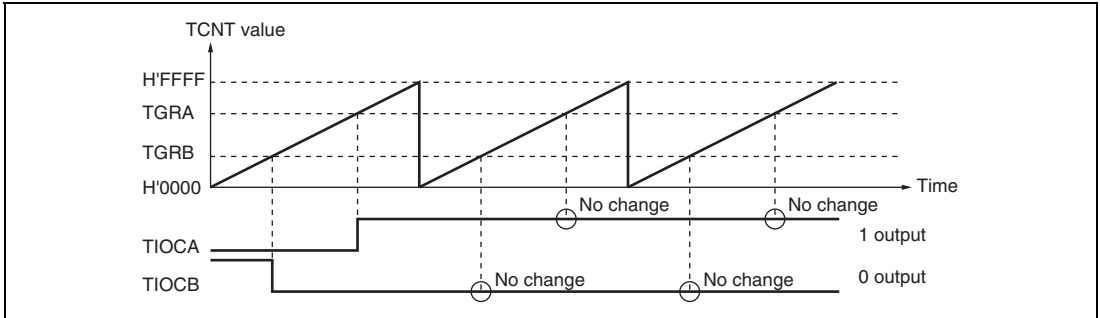 TCNT value
H'FFFF
TGRA
TGRB
H'0000
Time
No change
No change
TIOCA
1 output
No change
No change
TIOCB
0 output